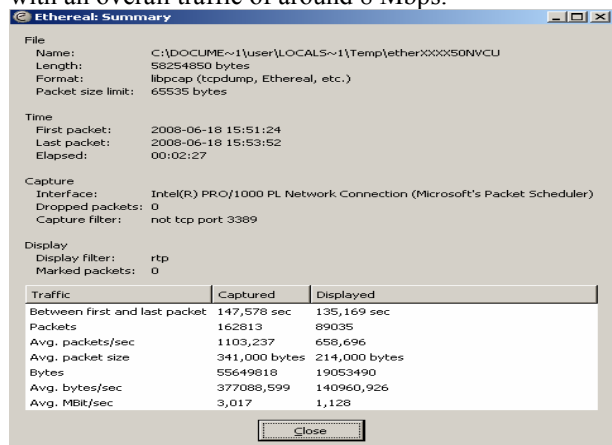 with an overall traffic of around 8 Mbps.
Ethereal: Summary
File
Name: C:\DOCUME~1\user\LOCALS~1\Temp\etherXXXX50NVCU
Length: 58254850 bytes
Format: libpcap (tcpdump, Ethereal, etc.)
Packet size limit: 65535 bytes
Time
First packet: 2008-06-18 15:51:24
Last packet: 2008-06-18 15:53:52
Elapsed: 00:02:27
Capture
Interface: Intel(R) PRO/1000 PL Network Connection (Microsoft's Packet Scheduler)
Dropped packets: 0
Capture filter: not tcp port 3389
Display
Display filter: rtp
Marked packets: 0
Traffic Captured Displayed
Between first and last packet 147,578 sec 135,169 sec
Packets 162813 89035
Avg. packets/sec 1103,237 658,696
Avg. packet size 341,000 bytes 214,000 bytes
Bytes 55649818 19053490
Avg. bytes/sec 377088,599 140960,926
Avg. MBit/sec 3,017 1,128
Close